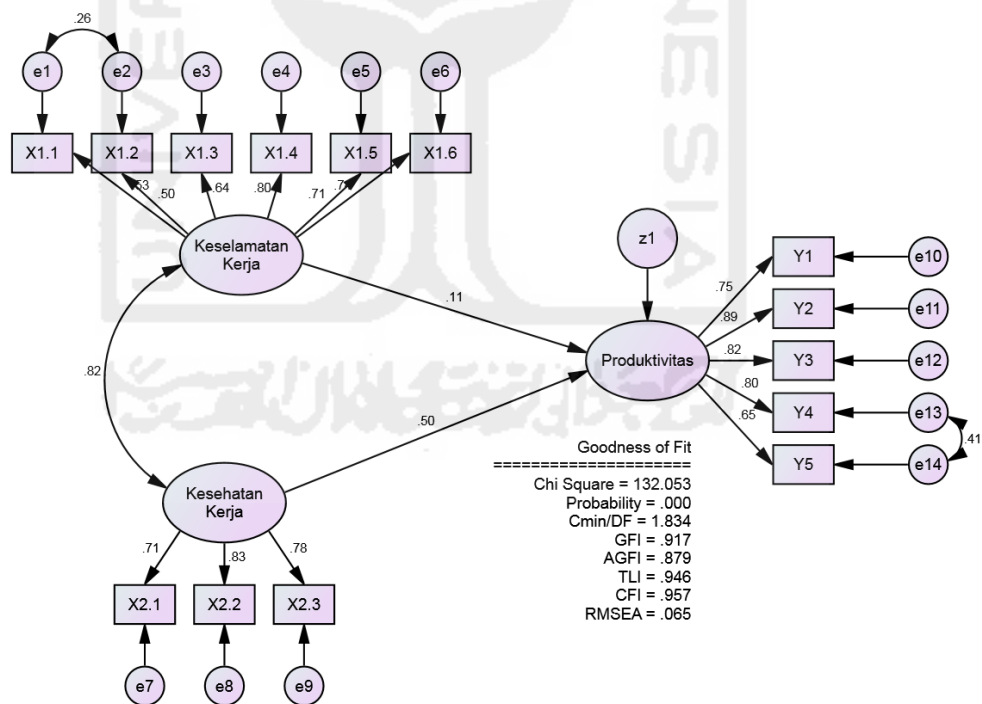 .26
e1
e2
e3
e4
e5
e6
X1.1
X1.2
X1.3
X1.4
X1.5
X1.6
.53
.50
.64
.80
.71
Keselamatan
Kerja
z1
.11
.82
.50
Produktivitas
.75
.89
.82
.80
.65
Y1
Y2
Y3
Y4
Y5
e10
e11
e12
e13
e14
.41
Kesehatan
Kerja
.71
.83
.78
X2.1
X2.2
X2.3
e7
e8
e9
Goodness of Fit
======================
Chi Square = 132.053
Probability = .000
Cmin/DF = 1.834
GFI = .917
AGFI = .879
TLI = .946
CFI = .957
RMSEA = .065